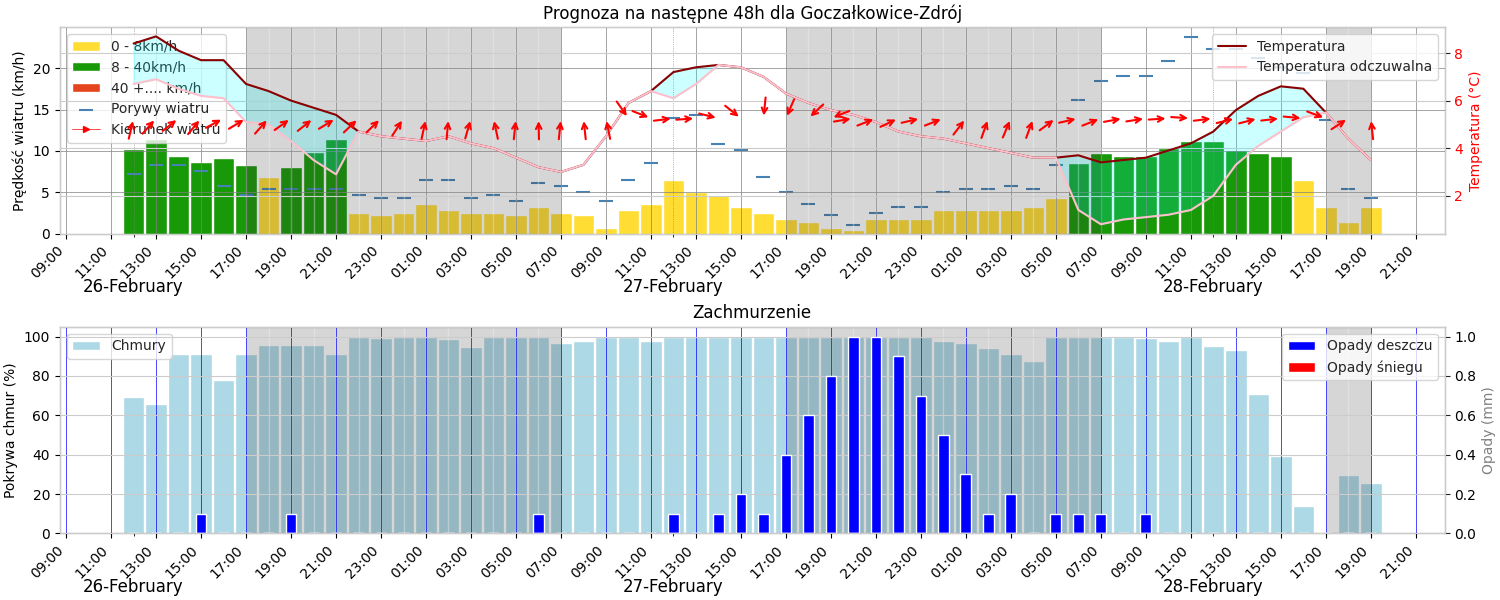 Prognoza na następne 48h dla Goczałkowice-Zdrój
Prędkość wiatru (km/h)
20
15
10
5
0
0 - 8km/h
8 - 40km/h
40 +.... km/h
Porywy wiatru
Kierunek wiatru
Temperatura
Temperatura odczuwalna
8
6
4
2
Temperatura (°C)
09:00 11:00 13:00 15:00 17:00 19:00 21:00 23:00 01:00 03:00 05:00 07:00 09:00 11:00 13:00 15:00 17:00 19:00 21:00 23:00 01:00 03:00 05:00 07:00 09:00 11:00 13:00 15:00 17:00 19:00 21:00
26-February 27-February 28-February
Zachmurzenie
Pokrywa chmur (%)
100
80
60
40
20
0
Chmury
Opady deszczu
Opady śniegu
1.0
0.8
0.6
0.4
0.2
0.0
Opady (mm)
09:00 11:00 13:00 15:00 17:00 19:00 21:00 23:00 01:00 03:00 05:00 07:00 09:00 11:00 13:00 15:00 17:00 19:00 21:00 23:00 01:00 03:00 05:00 07:00 09:00 11:00 13:00 15:00 17:00 19:00 21:00
26-February 27-February 28-February